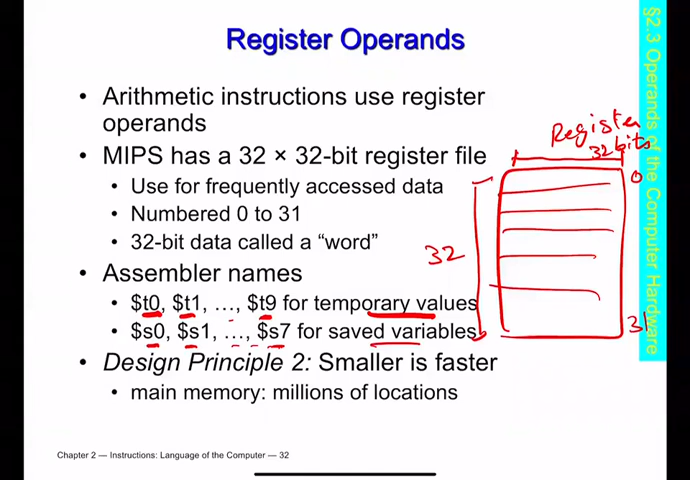 Register Operands
• Arithmetic instructions use register
operands
• MIPS has a 32 × 32-bit register file
• Use for frequently accessed data
• Numbered 0 to 31
• 32-bit data called a “word”
• Assembler names
• $t0, $t1, …, $t9 for temporary values
• $s0, $s1, …, $s7 for saved variables
• Design Principle 2: Smaller is faster
• main memory: millions of locations
Register
32 bits
0
32
31
§2.3 Operands of the Computer Hardware
Chapter 2 — Instructions: Language of the Computer — 32